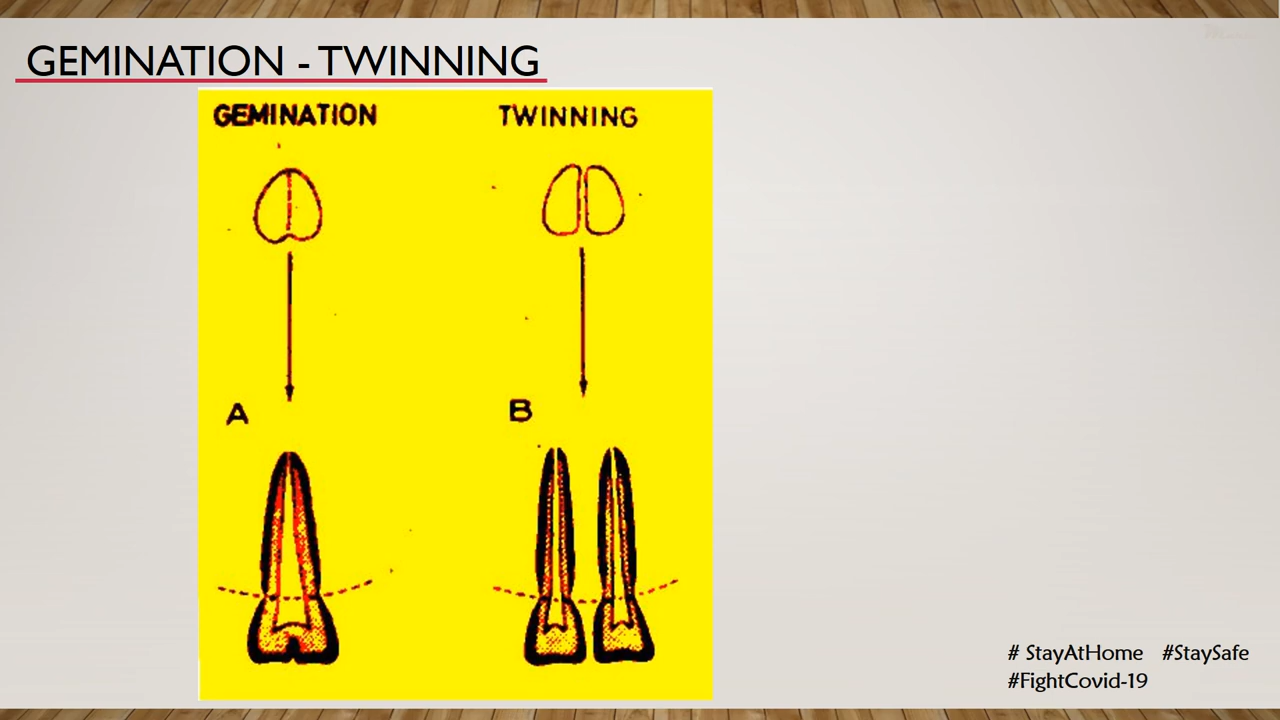 GEMINATION - TWINNING
GEMINATION TWINNING
A B
# StayAtHome #StaySafe
#FightCovid-19